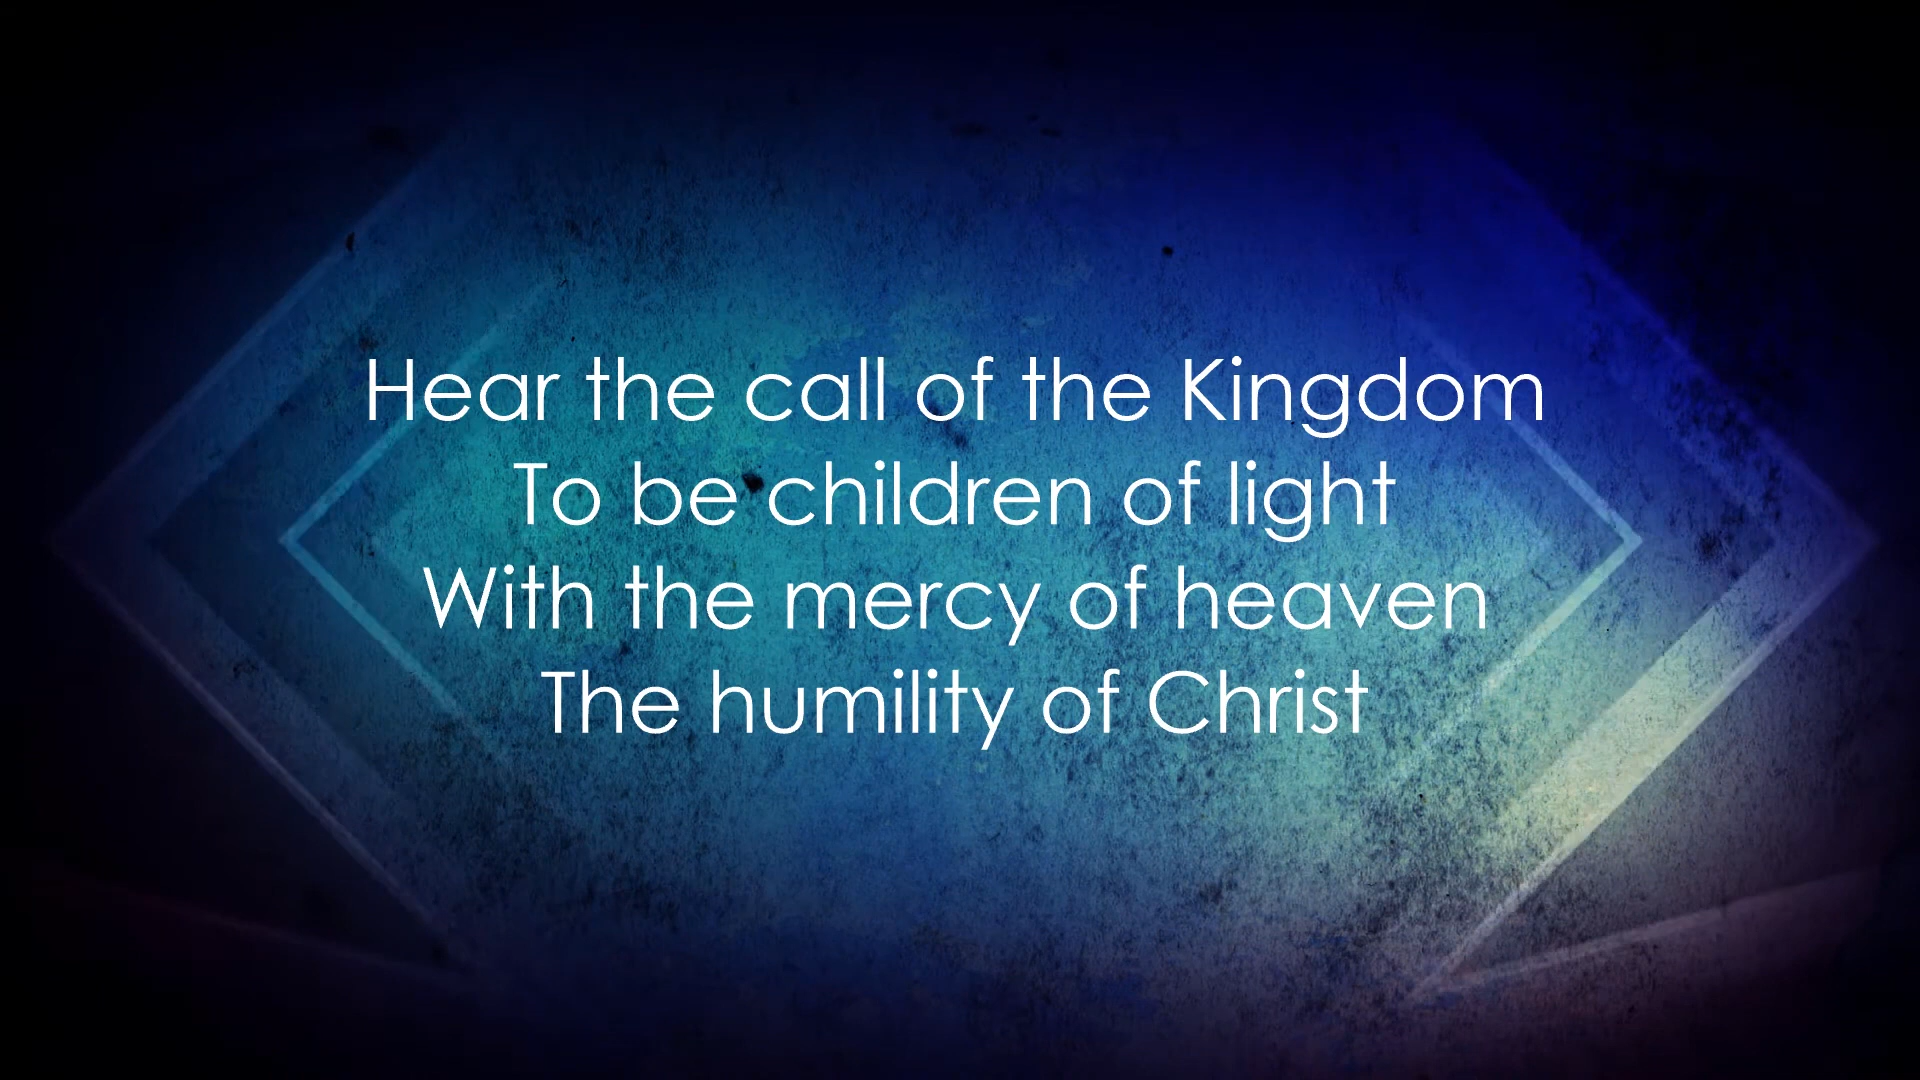 Hear the call of the Kingdom
To be children of light
With the mercy of heaven
The humility of Christ